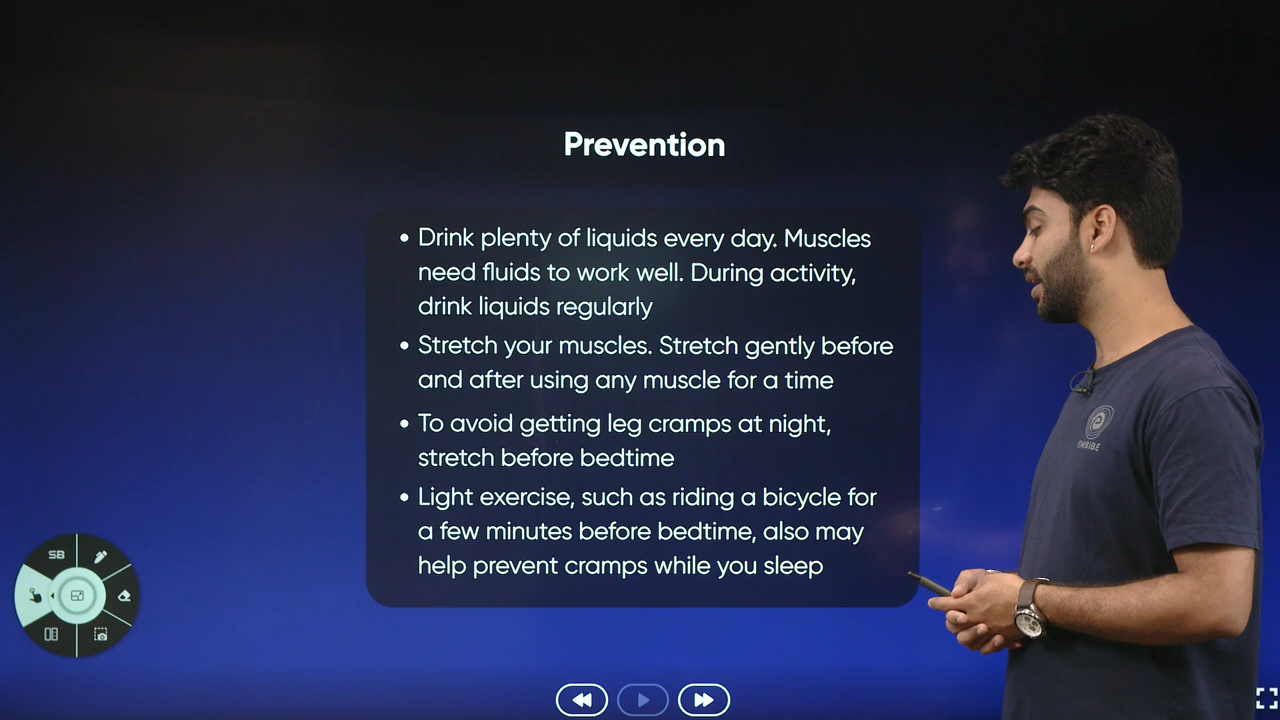 Prevention
• Drink plenty of liquids every day. Muscles
need fluids to work well. During activity,
drink liquids regularly
• Stretch your muscles. Stretch gently before
and after using any muscle for a time
• To avoid getting leg cramps at night,
stretch before bedtime
• Light exercise, such as riding a bicycle for
a few minutes before bedtime, also may
help prevent cramps while you sleep
SB
EMBIBE